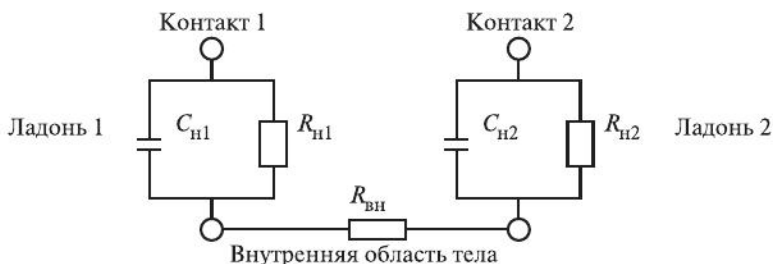 Контакт 1
Контакт 2
Ладонь 1
Cн1
Rн1
Cн2
Rн2
Ладонь 2
Rвн
Внутренняя область тела